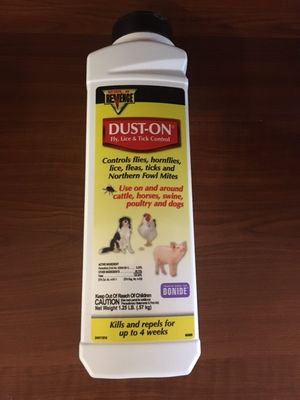 REVENGE
DUST-ON
Fly, Lice & Tick Control
Controls flies, hornflies,
lice, fleas, ticks and
Northern Fowl Mites
Use on and around
cattle, horses, swine,
poultry and dogs
ACTIVE INGREDIENT
Keep Out Of Reach Of Children
CAUTION
Net Weight 1.25 LB. (.57 kg)
BONIDE
Kills and repels for
up to 4 weeks